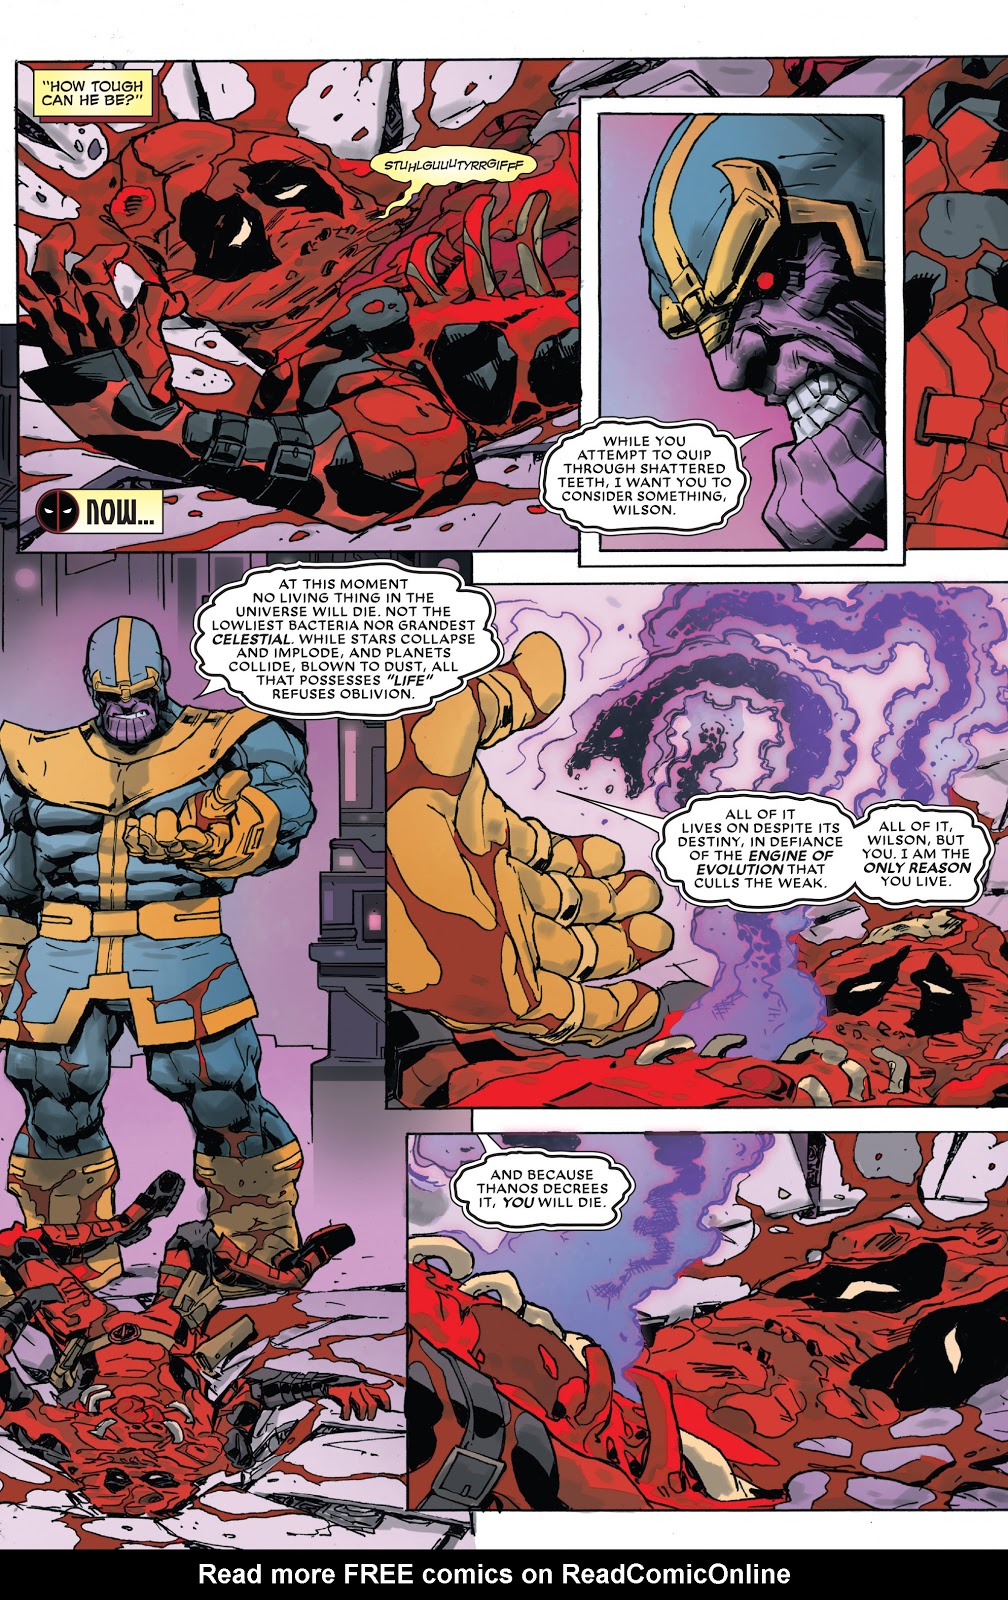 "HOW TOUGH
CAN HE BE?"
STUHLGUUUTYRRGIFFF
WHILE YOU
ATTEMPT TO QUIP
THROUGH SHATTERED
TEETH, I WANT YOU TO
CONSIDER SOMETHING,
WILSON.
NOW...
AT THIS MOMENT
NO LIVING THING IN THE
UNIVERSE WILL DIE. NOT THE
LOWLIEST BACTERIA NOR GRANDEST
CELESTIAL. WHILE STARS COLLAPSE
AND IMPLODE, AND PLANETS
COLLIDE, BLOWN TO DUST, ALL
THAT POSSESSES "LIFE"
REFUSES OBLIVION.
ALL OF IT
LIVES ON DESPITE ITS
DESTINY, IN DEFIANCE
OF THE ENGINE OF
EVOLUTION THAT
CULLS THE WEAK.
ALL OF IT,
WILSON, BUT
YOU. I AM THE
ONLY REASON
YOU LIVE.
AND BECAUSE
THANOS DECREES
IT, YOU WILL DIE.
Read more FREE comics on ReadComicOnline